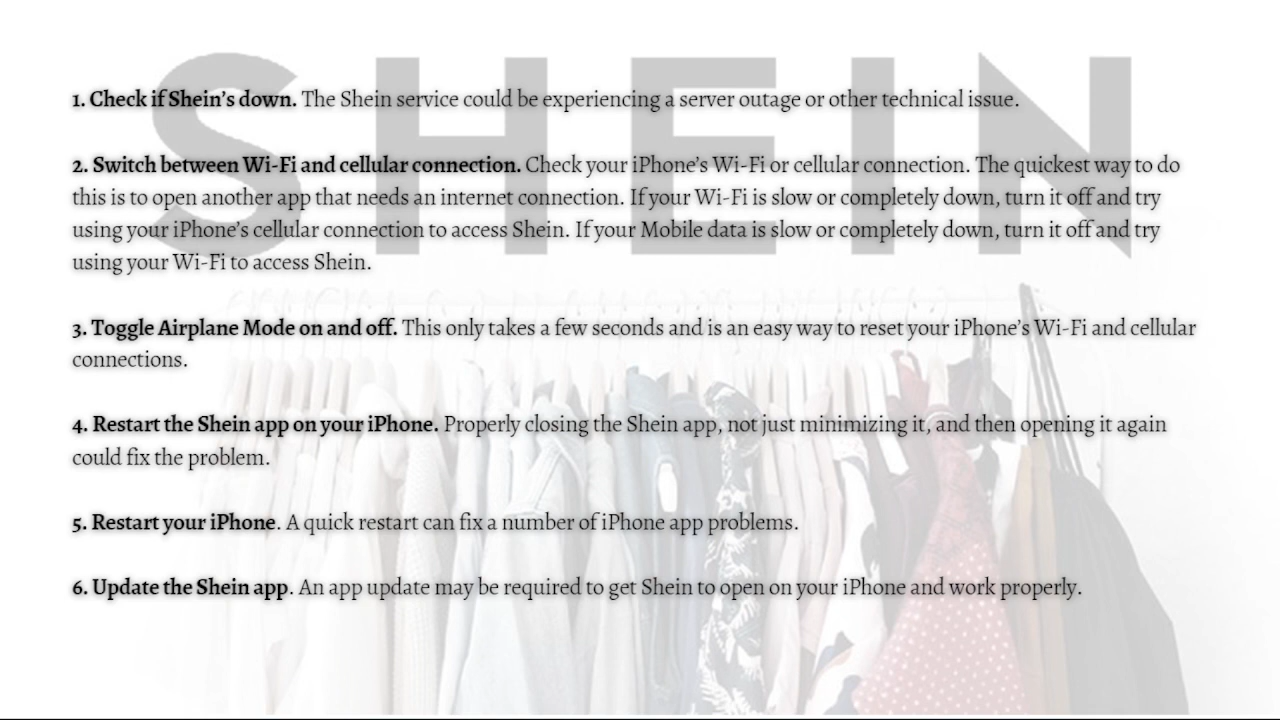 SHEIN
1. Check if Shein’s down. The Shein service could be experiencing a server outage or other technical issue.
2. Switch between Wi-Fi and cellular connection. Check your iPhone’s Wi-Fi or cellular connection. The quickest way to do
this is to open another app that needs an internet connection. If your Wi-Fi is slow or completely down, turn it off and try
using your iPhone’s cellular connection to access Shein. If your Mobile data is slow or completely down, turn it off and try
using your Wi-Fi to access Shein.
3. Toggle Airplane Mode on and off. This only takes a few seconds and is an easy way to reset your iPhone’s Wi-Fi and cellular
connections.
4. Restart the Shein app on your iPhone. Properly closing the Shein app, not just minimizing it, and then opening it again
could fix the problem.
5. Restart your iPhone. A quick restart can fix a number of iPhone app problems.
6. Update the Shein app. An app update may be required to get Shein to open on your iPhone and work properly.